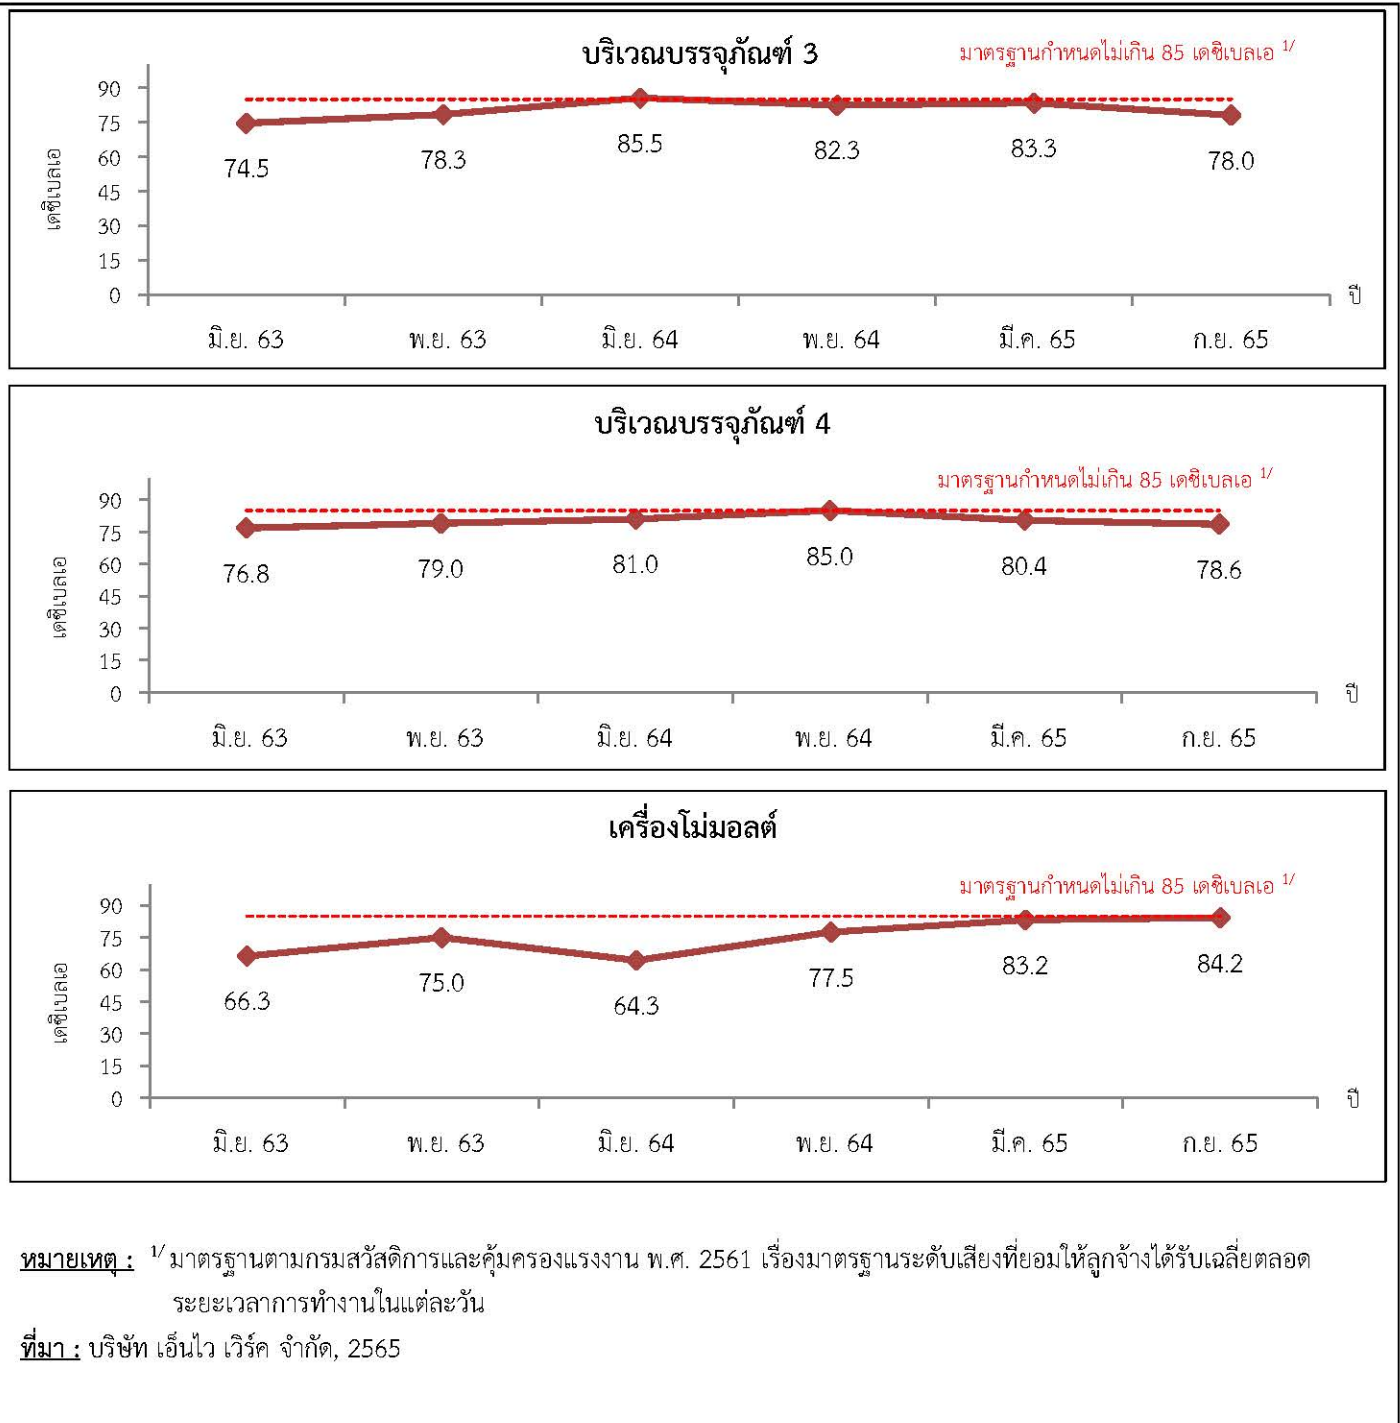 บริเวณบรรจุภัณฑ์ 3
มาตรฐานกำหนดไม่เกิน 85 เดซิเบลเอ 1/
เดซิเบลเอ
90
75
60
45
30
15
0
74.5
78.3
85.5
82.3
83.3
78.0
ปี
มิ.ย. 63
พ.ย. 63
มิ.ย. 64
พ.ย. 64
มี.ค. 65
ก.ย. 65
บริเวณบรรจุภัณฑ์ 4
มาตรฐานกำหนดไม่เกิน 85 เดซิเบลเอ 1/
เดซิเบลเอ
90
75
60
45
30
15
0
76.8
79.0
81.0
85.0
80.4
78.6
ปี
มิ.ย. 63
พ.ย. 63
มิ.ย. 64
พ.ย. 64
มี.ค. 65
ก.ย. 65
เครื่องโม่มอลต์
มาตรฐานกำหนดไม่เกิน 85 เดซิเบลเอ 1/
เดซิเบลเอ
90
75
60
45
30
15
0
66.3
75.0
64.3
77.5
83.2
84.2
ปี
มิ.ย. 63
พ.ย. 63
มิ.ย. 64
พ.ย. 64
มี.ค. 65
ก.ย. 65
หมายเหตุ : 1/ มาตรฐานตามกรมสวัสดิการและคุ้มครองแรงงาน พ.ศ. 2561 เรื่องมาตรฐานระดับเสียงที่ยอมให้ลูกจ้างได้รับเฉลี่ยตลอด
ระยะเวลาการทำงานในแต่ละวัน
ที่มา : บริษัท เอ็นไว เวิร์ค จำกัด, 2565